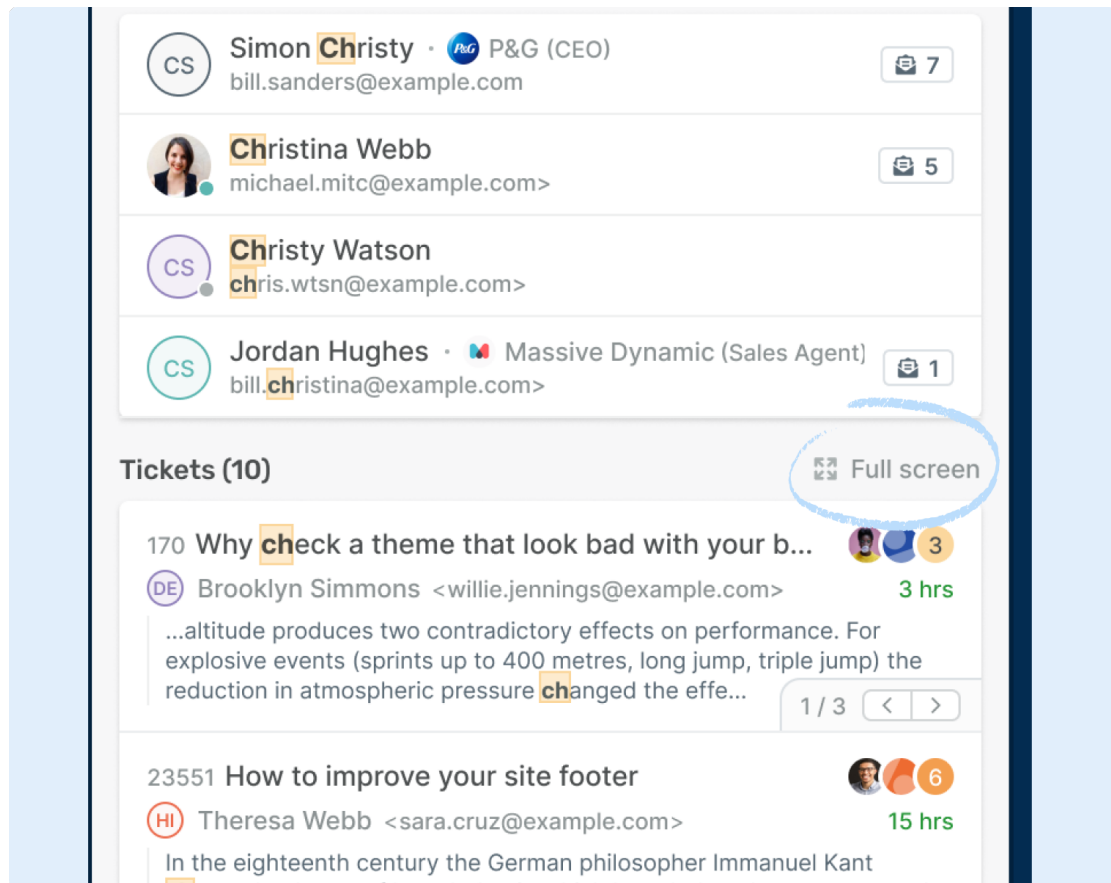 CS Simon Christy · P&G P&G (CEO) 7
bill.sanders@example.com
Christina Webb 5
michael.mitc@example.com>
CS Christy Watson
chris.wtsn@example.com>
CS Jordan Hughes · Massive Dynamic (Sales Agent) 1
bill.christina@example.com>
Tickets (10) Full screen
170 Why check a theme that look bad with your b... 3
DE Brooklyn Simmons <willie.jennings@example.com> 3 hrs
...altitude produces two contradictory effects on performance. For
explosive events (sprints up to 400 metres, long jump, triple jump) the
reduction in atmospheric pressure changed the effe...
1 / 3
23551 How to improve your site footer 6
HI Theresa Webb <sara.cruz@example.com> 15 hrs
In the eighteenth century the German philosopher Immanuel Kant